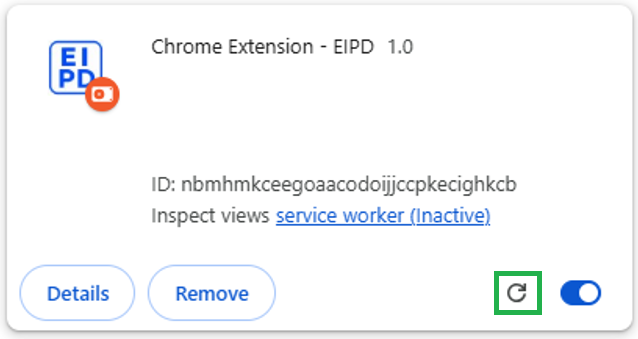 EI
PD
Chrome Extension - EIPD 1.0
ID: nbmhmkceegoaacodoijjccpkecighkcb
Inspect views service worker (Inactive)
Details Remove